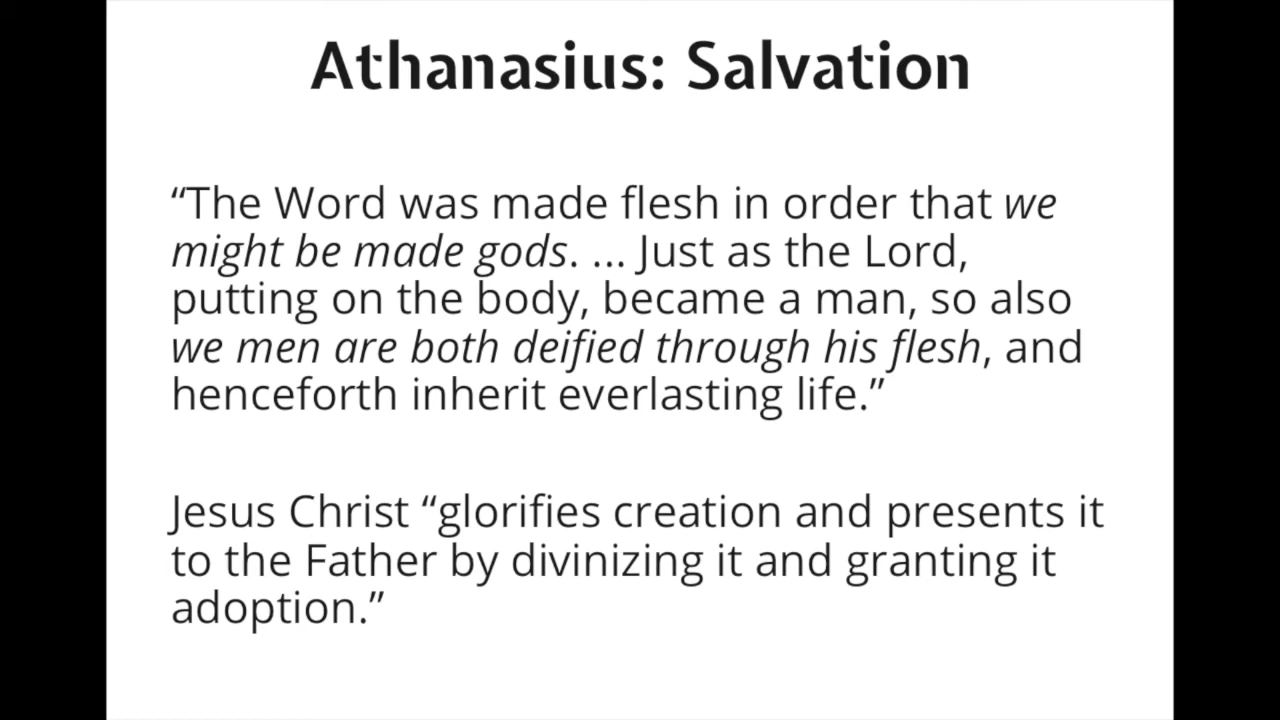 Athanasius: Salvation
“The Word was made flesh in order that we
might be made gods. ... Just as the Lord,
putting on the body, became a man, so also
we men are both deified through his flesh, and
henceforth inherit everlasting life.”
Jesus Christ “glorifies creation and presents it
to the Father by divinizing it and granting it
adoption.”